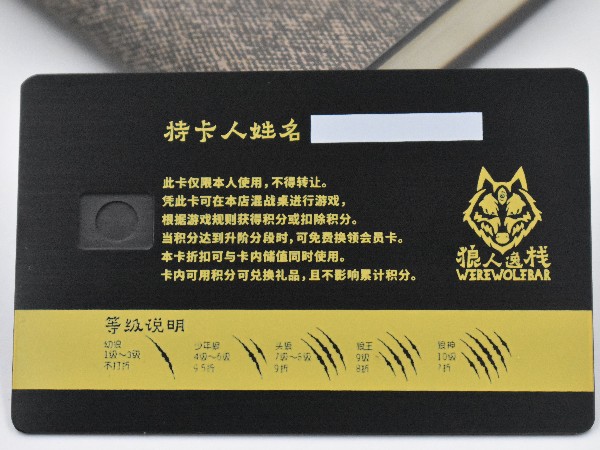 持卡人姓名
此卡仅限本人使用，不得转让。
凭此卡可在本店混战桌进行游戏，
根据游戏规则获得积分或扣除积分。
当积分达到升阶分段时，可免费换领会员卡。
本卡折扣可与卡内储值同时使用。
卡内可用积分可兑换礼品，且不影响累计积分。
狼人逸栈
WEREWOLFBAR
等级说明
幼狼
1级～3级
不打折
少年狼
4级～6级
9.5折
头狼
7级～8级
9折
狼王
9级
8折
狼神
10级
7折